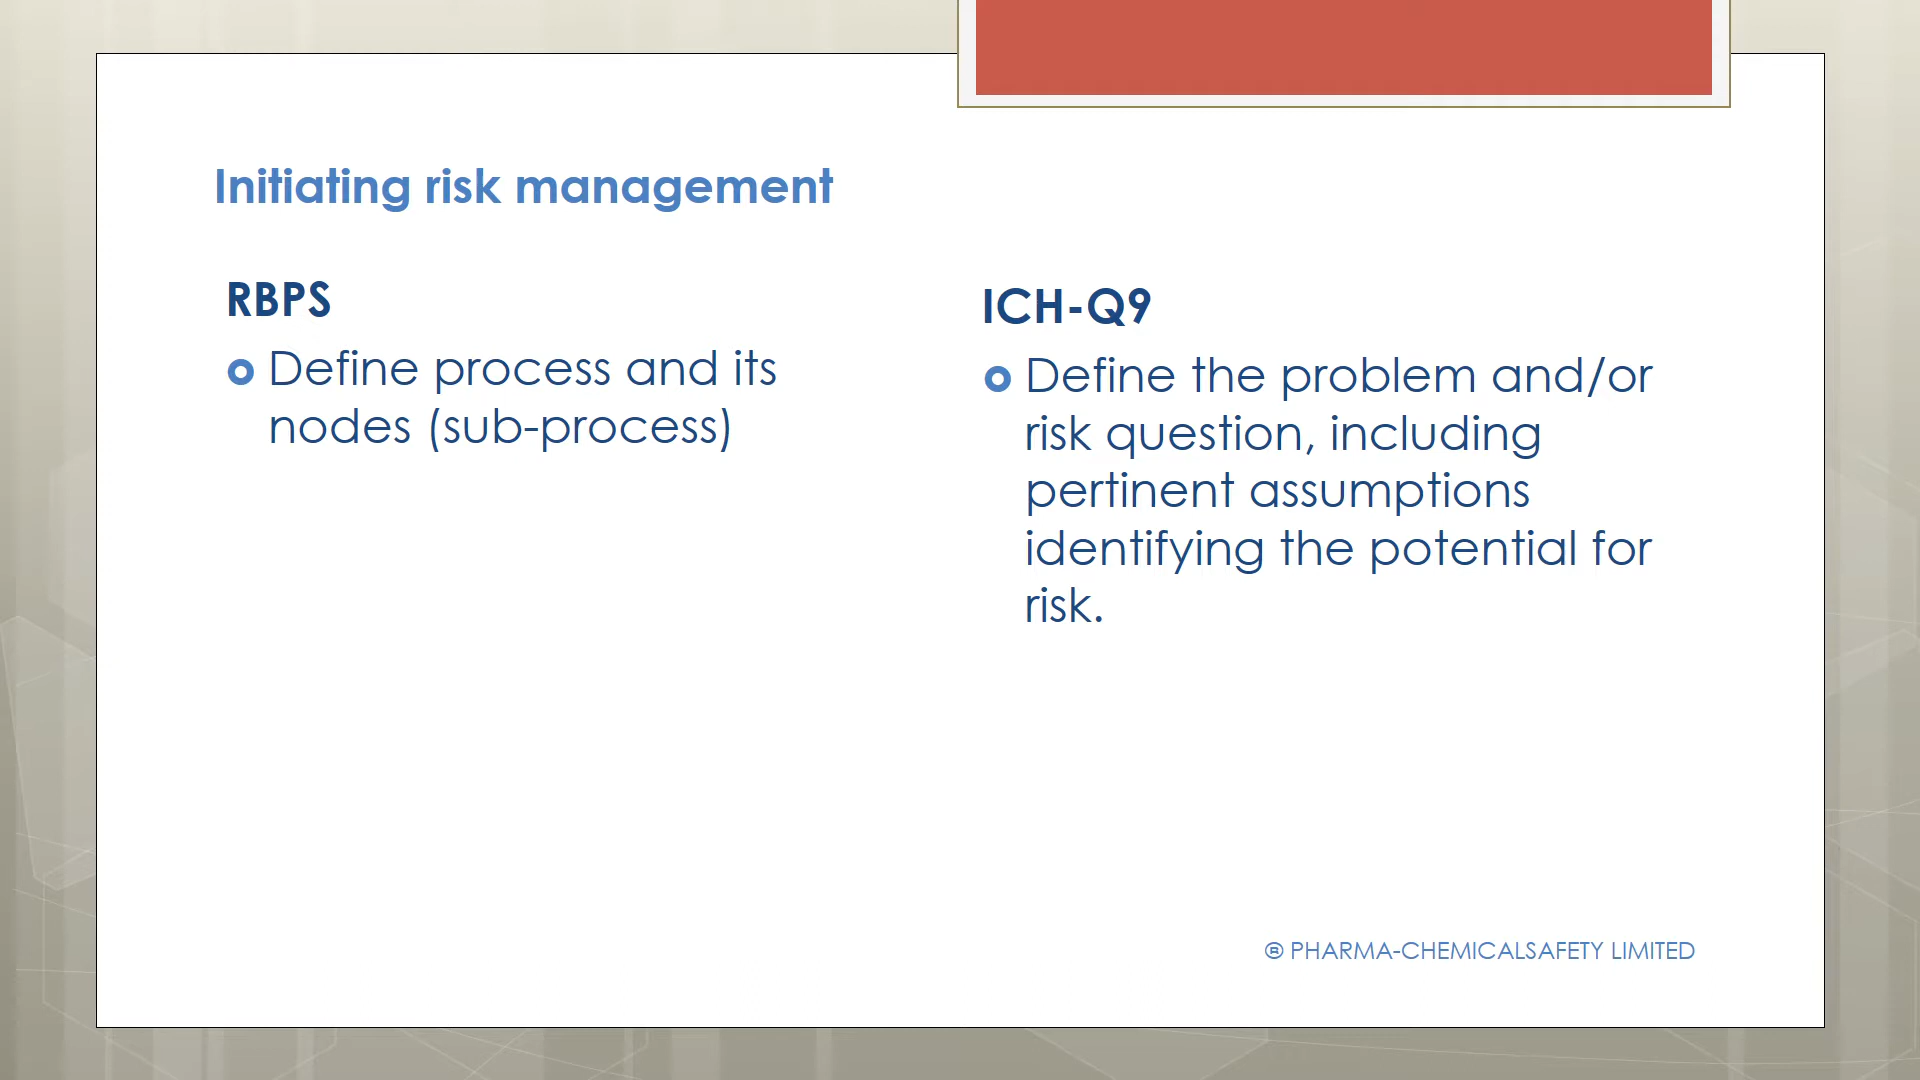 Initiating risk management
RBPS
Define process and its
nodes (sub-process)
ICH-Q9
Define the problem and/or
risk question, including
pertinent assumptions
identifying the potential for
risk.
® PHARMA-CHEMICALSAFETY LIMITED